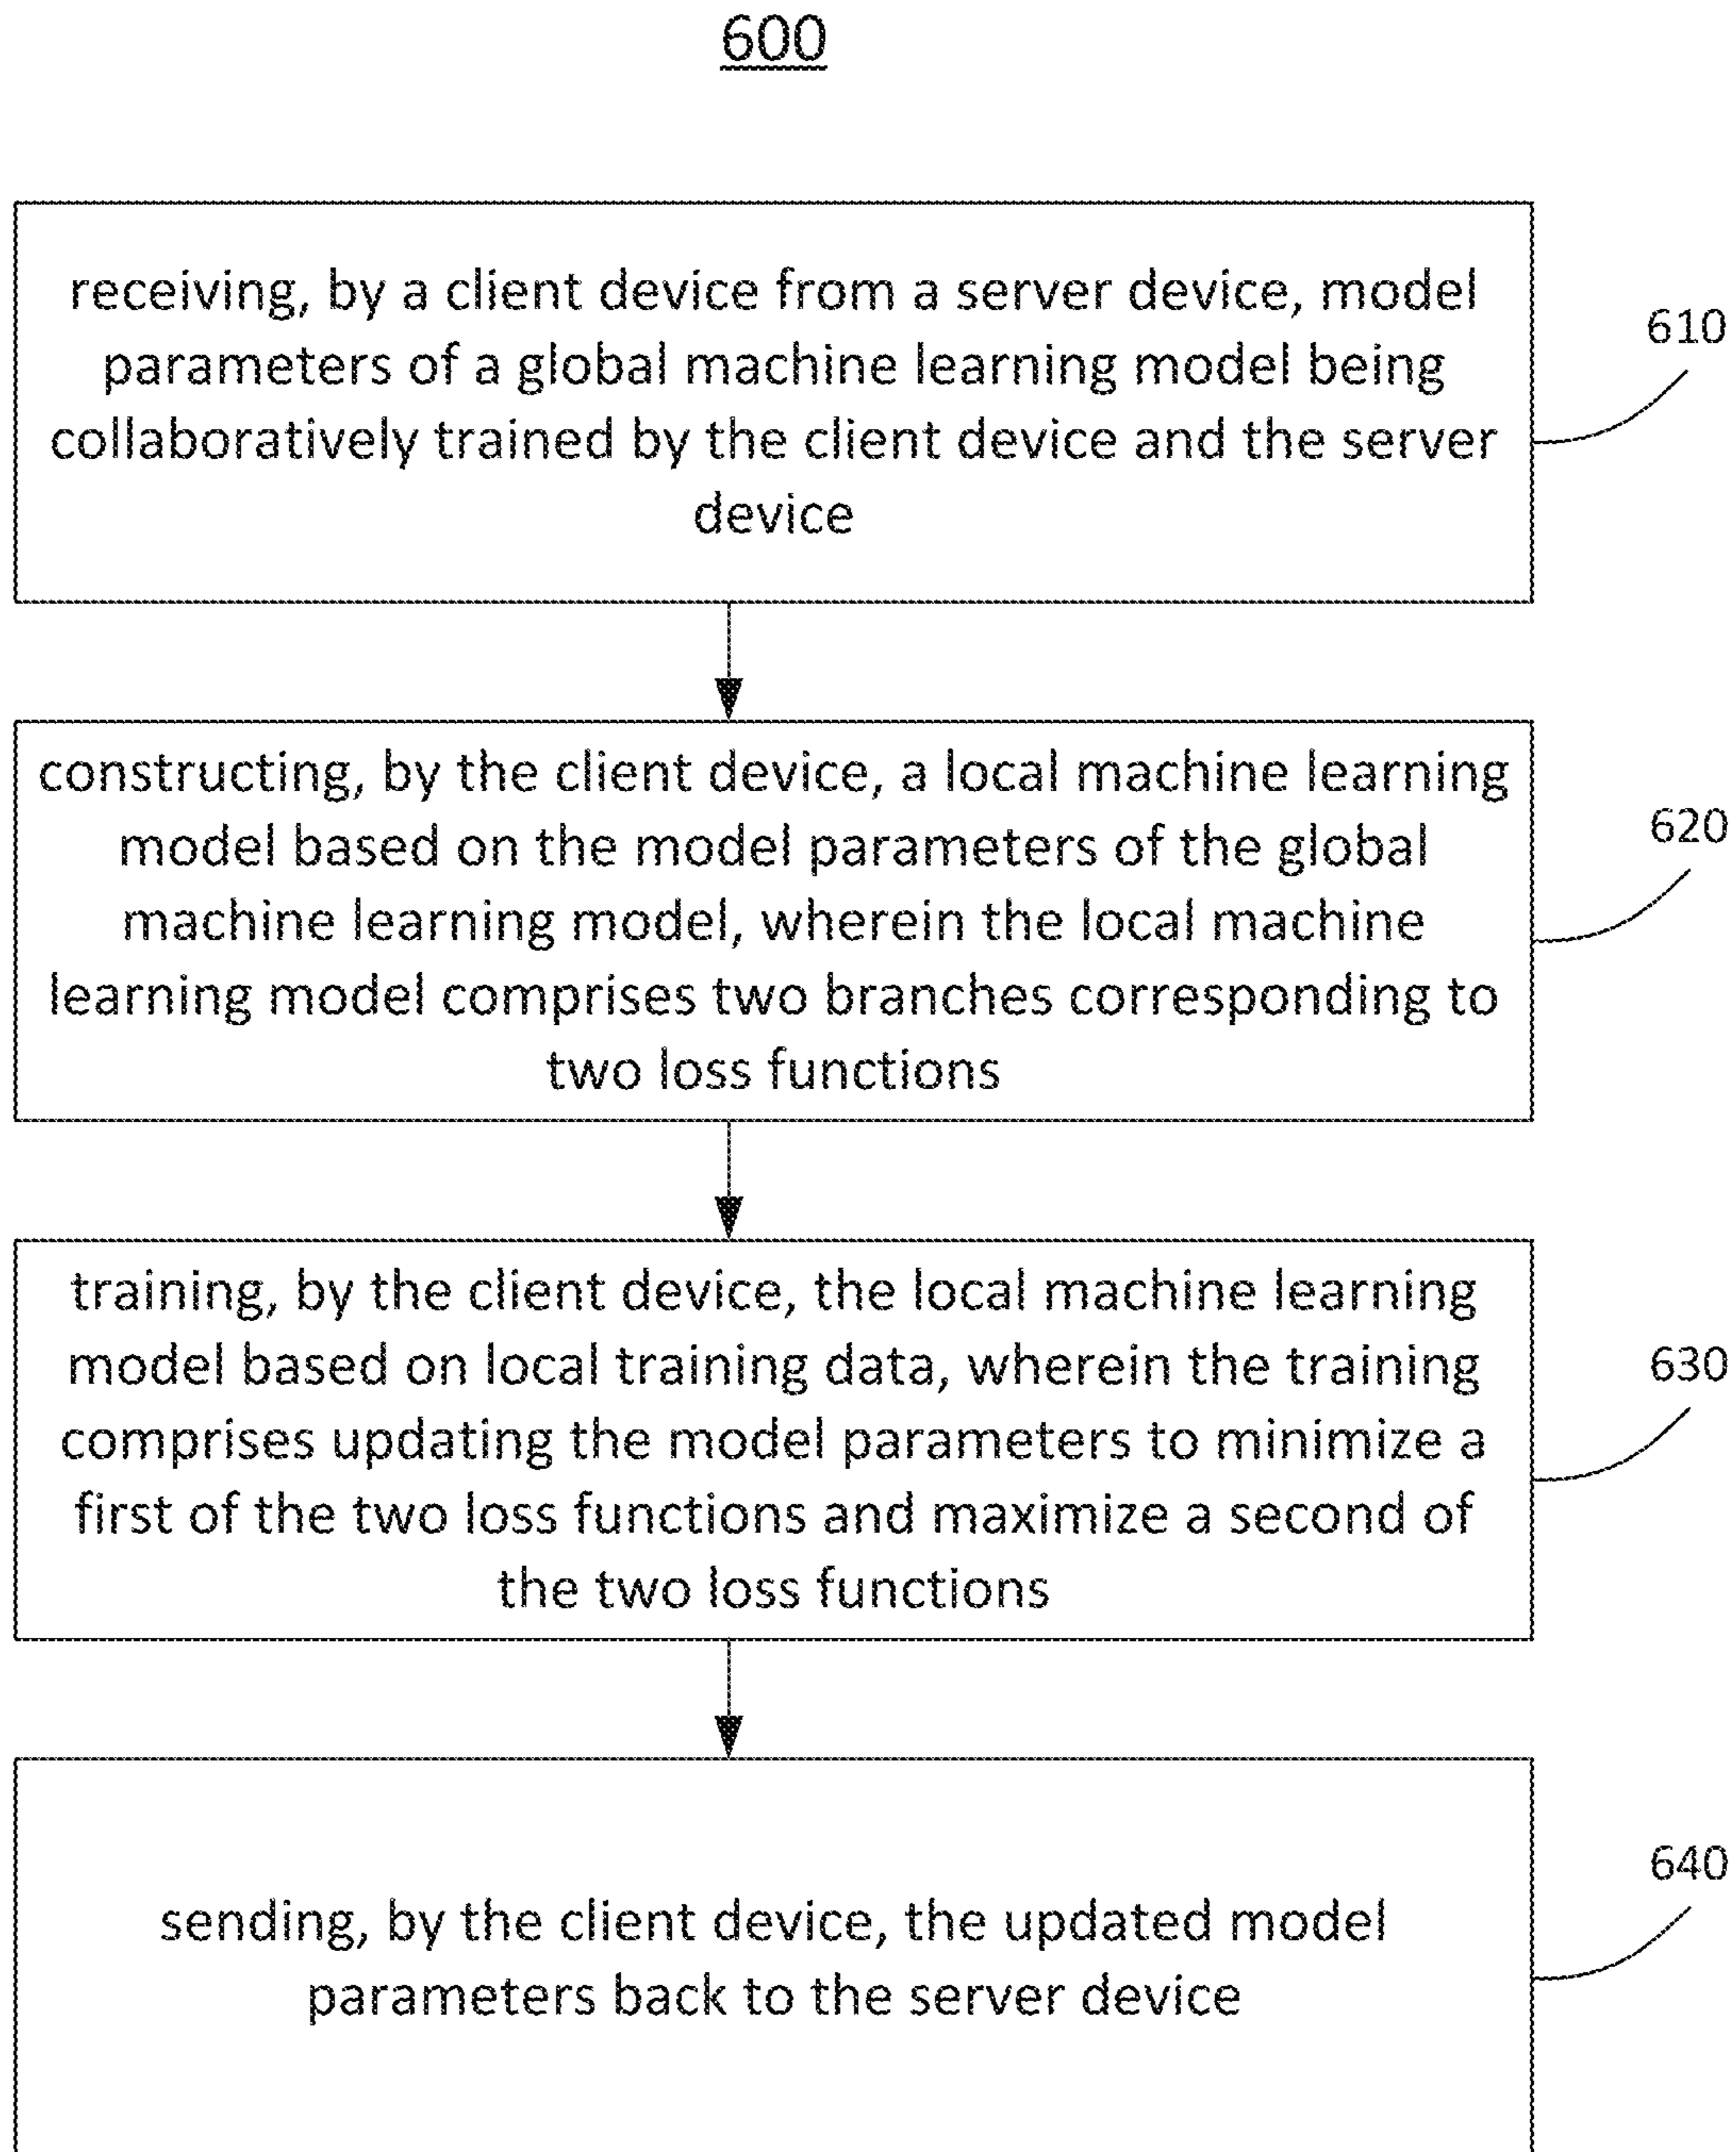 600
receiving, by a client device from a server device, model
parameters of a global machine learning model being
collaboratively trained by the client device and the server
device
610
constructing, by the client device, a local machine learning
model based on the model parameters of the global
machine learning model, wherein the local machine
learning model comprises two branches corresponding to
two loss functions
620
training, by the client device, the local machine learning
model based on local training data, wherein the training
comprises updating the model parameters to minimize a
first of the two loss functions and maximize a second of
the two loss functions
630
sending, by the client device, the updated model
parameters back to the server device
640